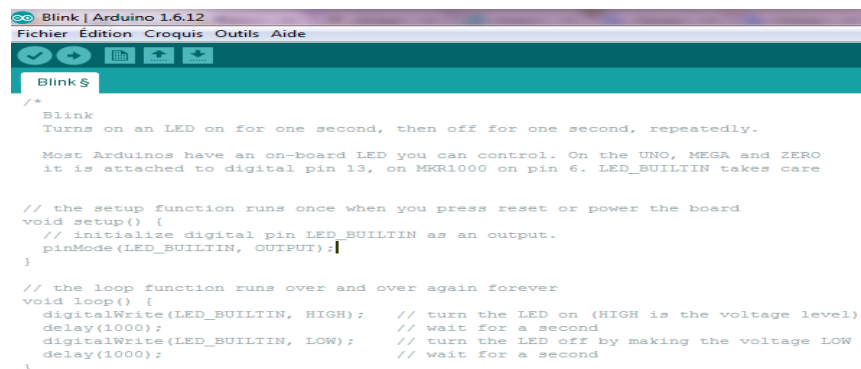 Blink | Arduino 1.6.12
Fichier Édition Croquis Outils Aide
Blink §
/*
Blink
Turns on an LED on for one second, then off for one second, repeatedly.
Most Arduinos have an on-board LED you can control. On the UNO, MEGA and ZERO
it is attached to digital pin 13, on MKR1000 on pin 6. LED_BUILTIN takes care
// the setup function runs once when you press reset or power the board
void setup() {
// initialize digital pin LED_BUILTIN as an output.
pinMode(LED_BUILTIN, OUTPUT);
}
// the loop function runs over and over again forever
void loop() {
digitalWrite(LED_BUILTIN, HIGH); // turn the LED on (HIGH is the voltage level)
delay(1000); // wait for a second
digitalWrite(LED_BUILTIN, LOW); // turn the LED off by making the voltage LOW
delay(1000); // wait for a second
}